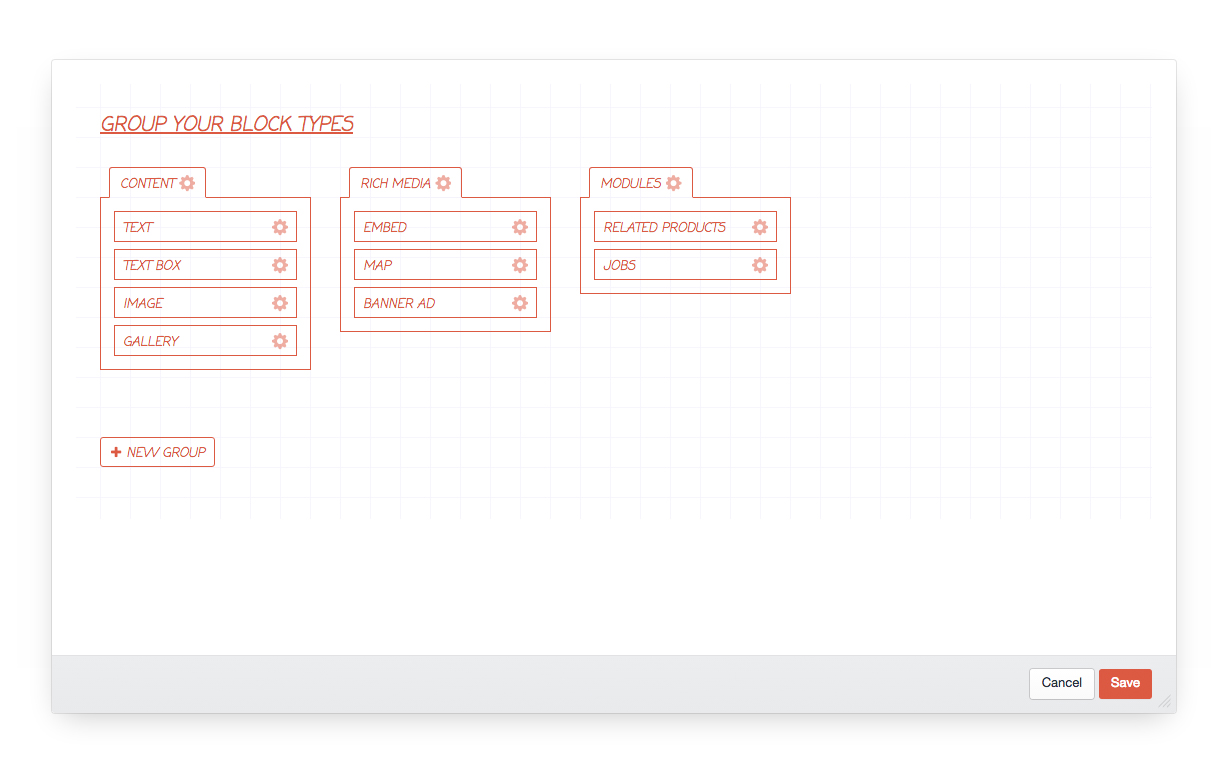 GROUP YOUR BLOCK TYPES
CONTENT
TEXT
TEXT BOX
IMAGE
GALLERY
RICH MEDIA
EMBED
MAP
BANNER AD
MODULES
RELATED PRODUCTS
JOBS
+ NEW GROUP
Cancel
Save